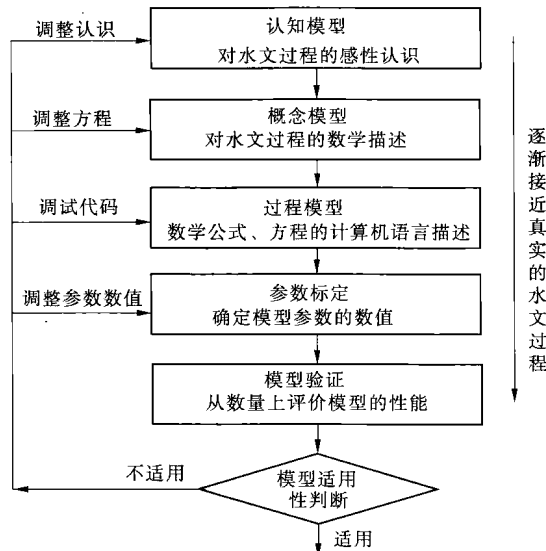 调整认识
认知模型
对水文过程的感性认识
调整方程
概念模型
对水文过程的数学描述
调试代码
过程模型
数学公式、方程的计算机语言描述
调整参数数值
参数标定
确定模型参数的数值
模型验证
从数量上评价模型的性能
不适用
模型适用
性判断
适用
逐渐接近真实的水文过程